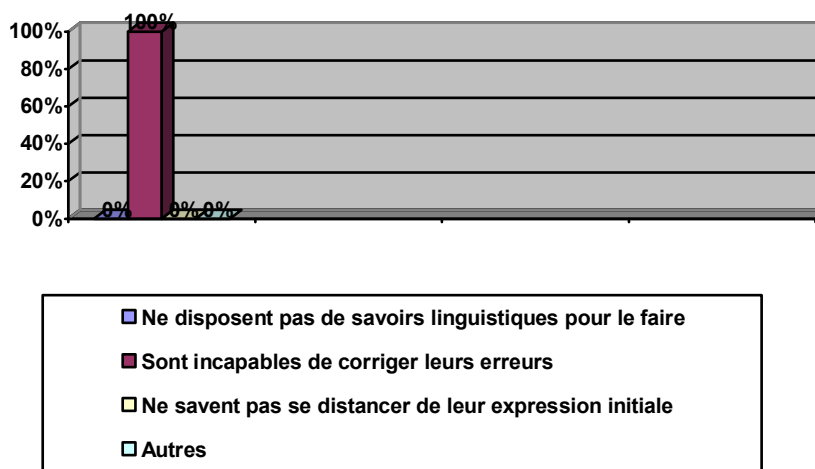 100%
100%
80%
60%
40%
20%
0% 0% 0%
0%
Ne disposent pas de savoirs linguistiques pour le faire
Sont incapables de corriger leurs erreurs
Ne savent pas se distancer de leur expression initiale
Autres